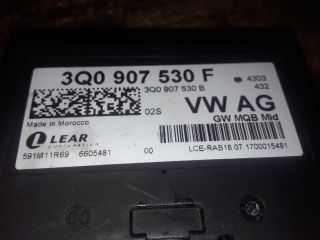 3Q0 907 530 F
4303
3Q0 907 530 B
432
02S
VW AG
Made in Morocco
GW MQB Mid
LEAR
CORPORATION
591M11R69 6605481
00
LCE-RAB18.07.1700015481